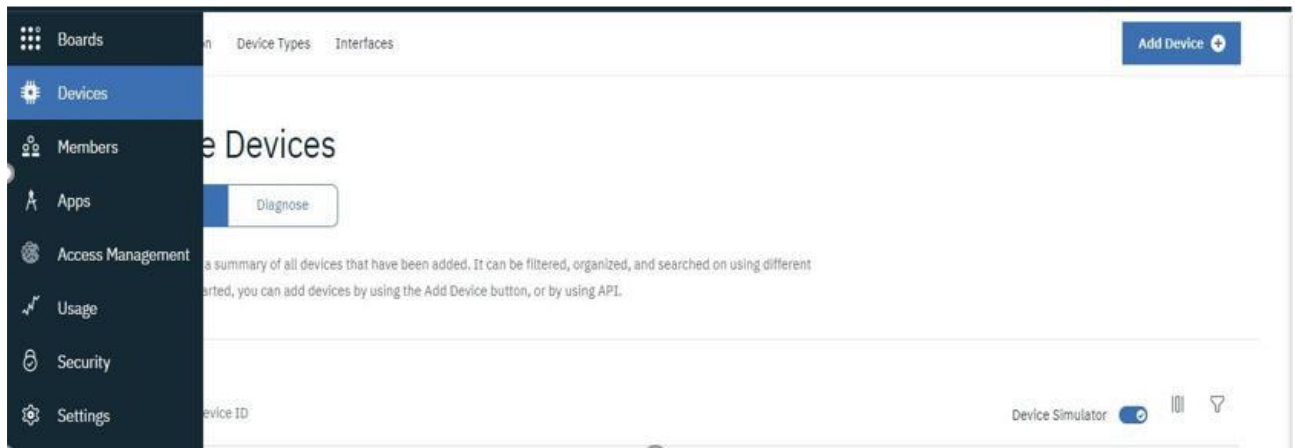 Boards
Devices
Members
Apps
Access Management
Usage
Security
Settings
n Device Types Interfaces
Add Device
e Devices
Diagnose
a summary of all devices that have been added. It can be filtered, organized, and searched on using different
arted, you can add devices by using the Add Device button, or by using API.
evice ID
Device Simulator